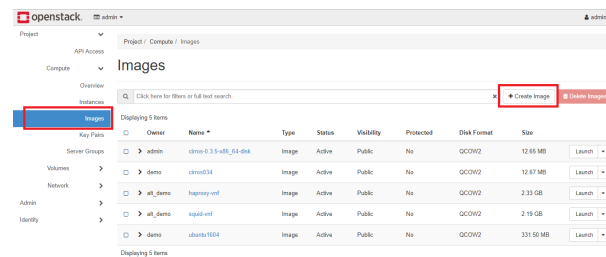 openstack. admin
admin
Project
API Access
Compute
Overview
Instances
Images
Key Pairs
Server Groups
Volumes
Network
Admin
Identity
Project / Compute / Images
Images
Click here for filters or full text search.
+ Create Image
Delete Images
Displaying 5 items
Owner Name Type Status Visibility Protected Disk Format Size
admin cirros-0.3.5-x86_64-disk Image Active Public No QCOW2 12.65 MB Launch
demo cirros034 Image Active Public No QCOW2 12.67 MB Launch
alt_demo haproxy-vnf Image Active Public No QCOW2 2.33 GB Launch
alt_demo squid-vnf Image Active Public No QCOW2 2.19 GB Launch
demo ubuntu1604 Image Active Public No QCOW2 331.50 MB Launch
Displaying 5 items